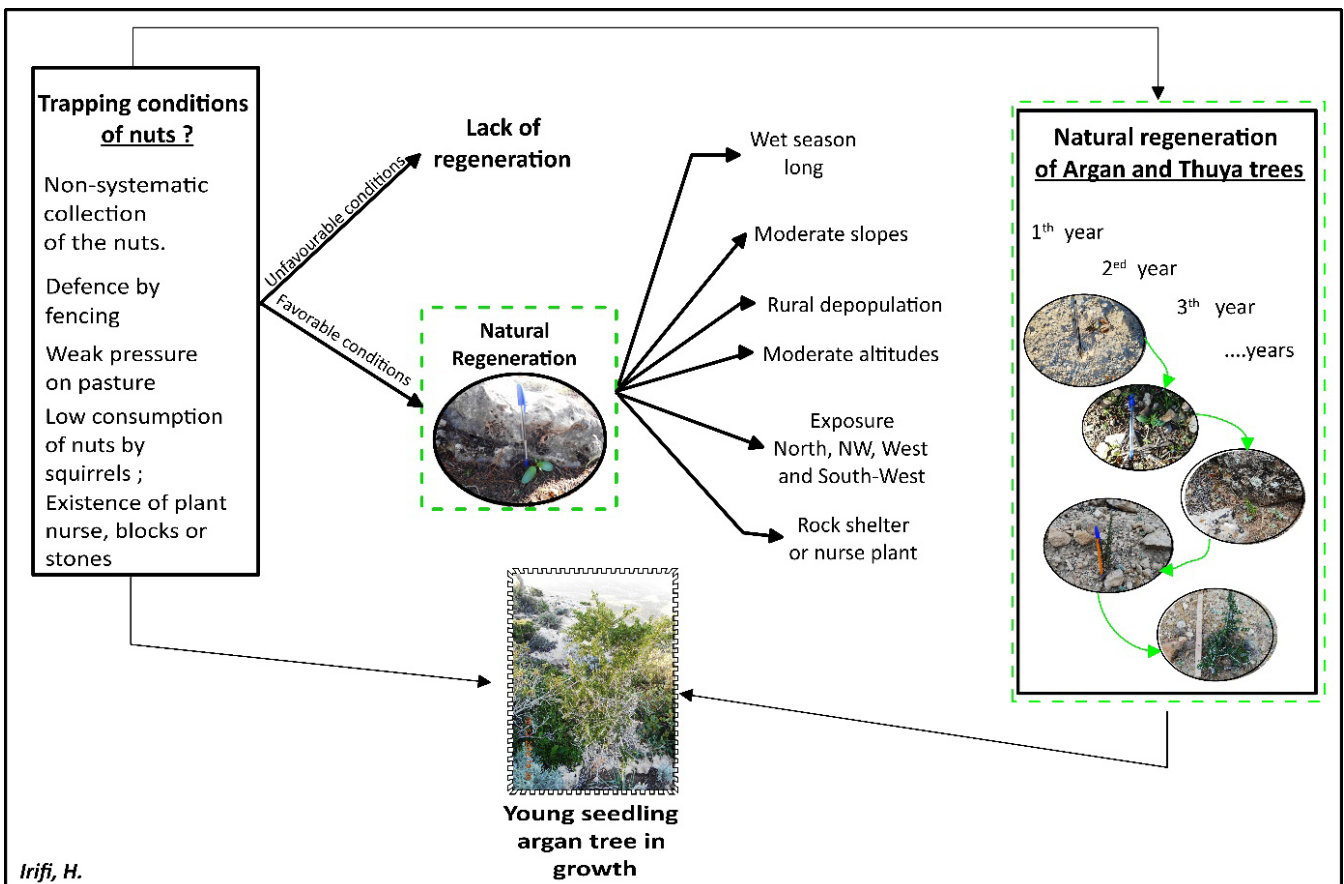 Trapping conditions
of nuts ?
Non-systematic
collection
of the nuts.
Defence by
fencing
Weak pressure
on pasture
Low consumption
of nuts by
squirrels ;
Existence of plant
nurse, blocks or
stones
Unfavourable conditions
Favorable conditions
Lack of
regeneration
Natural
Regeneration
Wet season
long
Moderate slopes
Rural depopulation
Moderate altitudes
Exposure
North, NW, West
and South-West
Rock shelter
or nurse plant
Natural regeneration
of Argan and Thuya trees
1th year
2ed year
3th year
....years
Young seedling
argan tree in
growth
Irifi, H.